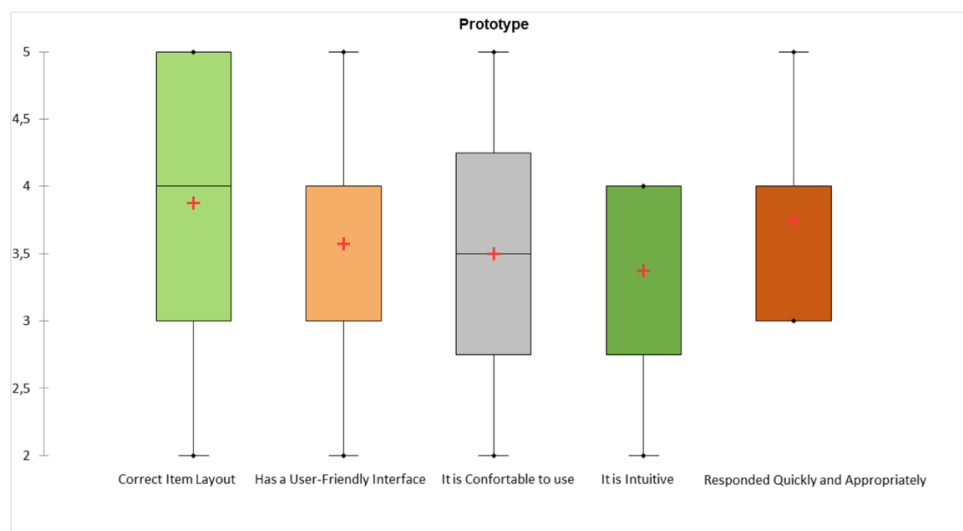 Prototype
5
4,5
4
3,5
3
2,5
2
Correct Item Layout
Has a User-Friendly Interface
It is Confortable to use
It is Intuitive
Responded Quickly and Appropriately